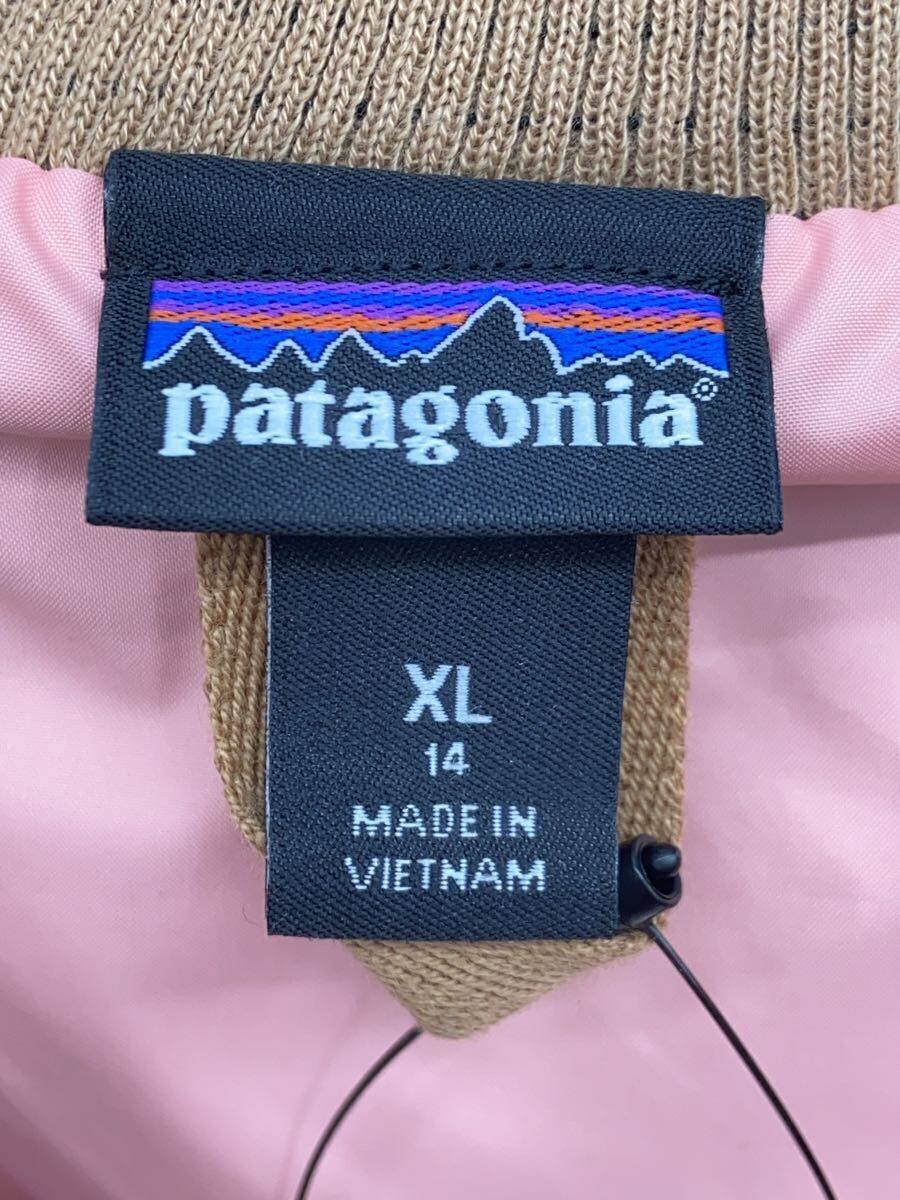 patagonia®
XL
14
MADE IN
VIETNAM